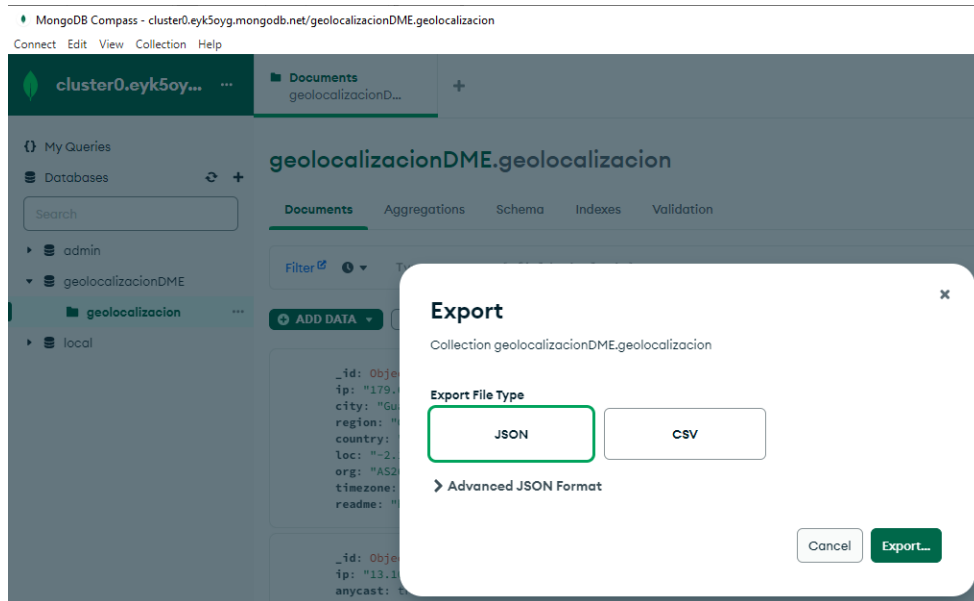 MongoDB Compass - cluster0.eyk5oyg.mongodb.net/geolocalizacionDME.geolocalizacion
Connect Edit View Collection Help
cluster0.eyk5oy... ...
Documents
geolocalizacionD...
+
{} My Queries
Databases
+
Search
admin
geolocalizacionDME
geolocalizacion ...
local
geolocalizacionDME.geolocalizacion
Documents Aggregations Schema Indexes Validation
Filter
ADD DATA
_id: Obje
ip: "179.
city: "Gu
region: "
country:
loc: "-2.
org: "AS2
timezone:
readme: "
_id: Obje
ip: "13.1
anycast: t
Export
Collection geolocalizacionDME.geolocalizacion
Export File Type
JSON CSV
Advanced JSON Format
Cancel Export...